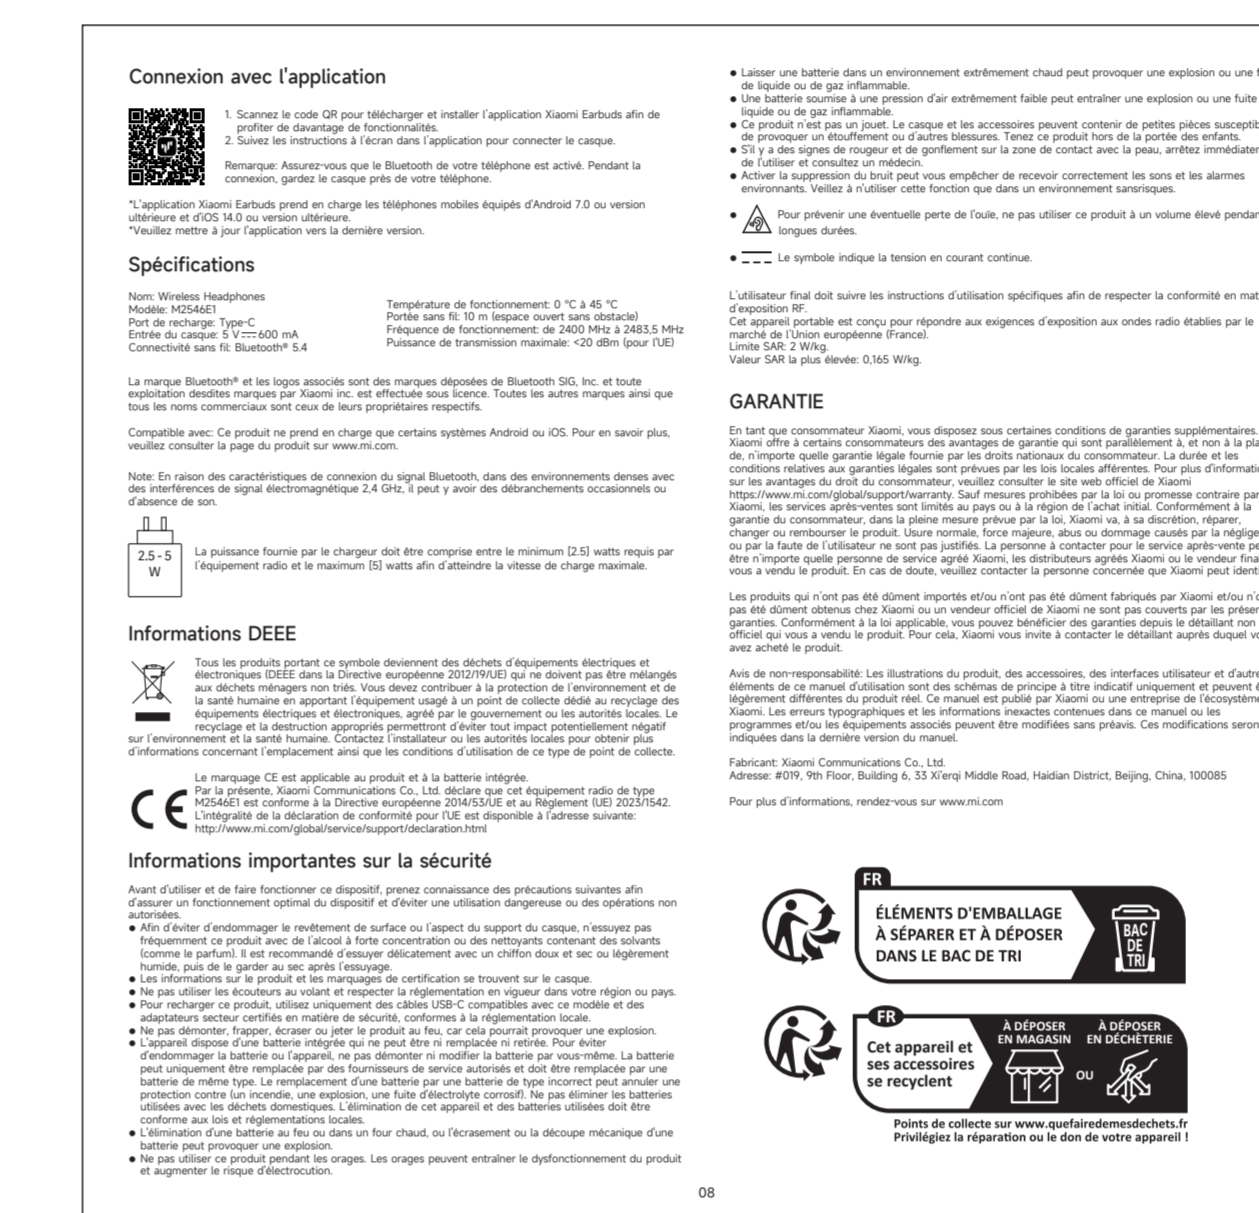 Connexion avec l'application
1. Scannez le code QR pour télécharger et installer l'application Xiaomi Earbuds afin de
profiter de davantage de fonctionnalités.
2. Suivez les instructions à l'écran dans l'application pour connecter le casque.
Remarque: Assurez-vous que le Bluetooth de votre téléphone est activé. Pendant la
connexion, gardez le casque près de votre téléphone.
*L'application Xiaomi Earbuds prend en charge les téléphones mobiles équipés d'Android 7.0 ou version
ultérieure et d'iOS 14.0 ou version ultérieure.
*Veuillez mettre à jour l'application vers la dernière version.
Spécifications
Nom: Wireless Headphones
Modèle: M2546E1
Port de recharge: Type-C
Entrée du casque: 5 V⎓600 mA
Connectivité sans fil: Bluetooth® 5.4
Température de fonctionnement: 0 °C à 45 °C
Portée sans fil: 10 m (espace ouvert sans obstacle)
Fréquence de fonctionnement: de 2400 MHz à 2483,5 MHz
Puissance de transmission maximale: <20 dBm (pour l'UE)
La marque Bluetooth® et les logos associés sont des marques déposées de Bluetooth SIG, Inc. et toute
exploitation desdites marques par Xiaomi inc. est effectuée sous licence. Toutes les autres marques ainsi que
tous les noms commerciaux sont ceux de leurs propriétaires respectifs.
Compatible avec: Ce produit ne prend en charge que certains systèmes Android ou iOS. Pour en savoir plus,
veuillez consulter la page du produit sur www.mi.com.
Note: En raison des caractéristiques de connexion du signal Bluetooth, dans des environnements denses avec
des interférences de signal électromagnétique 2,4 GHz, il peut y avoir des débranchements occasionnels ou
d'absence de son.
2.5 - 5
W
La puissance fournie par le chargeur doit être comprise entre le minimum [2.5] watts requis par
l'équipement radio et le maximum [5] watts afin d'atteindre la vitesse de charge maximale.
Informations DEEE
Tous les produits portant ce symbole deviennent des déchets d'équipements électriques et
électroniques (DEEE dans la Directive européenne 2012/19/UE) qui ne doivent pas être mélangés
aux déchets ménagers non triés. Vous devez contribuer à la protection de l'environnement et de
la santé humaine en apportant l'équipement usagé à un point de collecte dédié au recyclage des
équipements électriques et électroniques, agréé par le gouvernement ou les autorités locales. Le
recyclage et la destruction appropriés permettront d'éviter tout impact potentiellement négatif
sur l'environnement et la santé humaine. Contactez l'installateur ou les autorités locales pour obtenir plus
d'informations concernant l'emplacement ainsi que les conditions d'utilisation de ce type de point de collecte.
CE
Le marquage CE est applicable au produit et à la batterie intégrée.
Par la présente, Xiaomi Communications Co., Ltd. déclare que cet équipement radio de type
M2546E1 est conforme à la Directive européenne 2014/53/UE et au Règlement (UE) 2023/1542.
L'intégralité de la déclaration de conformité pour l'UE est disponible à l'adresse suivante:
http://www.mi.com/global/service/support/declaration.html
Informations importantes sur la sécurité
Avant d'utiliser et de faire fonctionner ce dispositif, prenez connaissance des précautions suivantes afin
d'assurer un fonctionnement optimal du dispositif et d'éviter une utilisation dangereuse ou des opérations non
autorisées.
● Afin d'éviter d'endommager le revêtement de surface ou l'aspect du support du casque, n'essuyez pas
fréquemment ce produit avec de l'alcool à forte concentration ou des nettoyants contenant des solvants
(comme le parfum). Il est recommandé d'essuyer délicatement avec un chiffon doux et sec ou légèrement
humide, puis de le garder au sec après l'essuyage.
● Les informations sur le produit et les marquages de certification se trouvent sur le casque.
● Ne pas utiliser les écouteurs au volant et respecter la réglementation en vigueur dans votre région ou pays.
● Pour recharger ce produit, utilisez uniquement des câbles USB-C compatibles avec ce modèle et des
adaptateurs secteur certifiés en matière de sécurité, conformes à la réglementation locale.
● Ne pas démonter, frapper, écraser ou jeter le produit au feu, car cela pourrait provoquer une explosion.
● L'appareil dispose d'une batterie intégrée qui ne peut être ni remplacée ni retirée. Pour éviter
d'endommager la batterie ou l'appareil, ne pas démonter ni modifier la batterie par vous-même. La batterie
peut uniquement être remplacée par des fournisseurs de service autorisés et doit être remplacée par une
batterie de même type. Le remplacement d'une batterie par une batterie de type incorrect peut annuler une
protection contre (un incendie, une explosion, une fuite d'électrolyte corrosif). Ne pas éliminer les batteries
utilisées avec les déchets domestiques. L'élimination de cet appareil et des batteries utilisées doit être
conforme aux lois et réglementations locales.
● L'élimination d'une batterie au feu ou dans un four chaud, ou l'écrasement ou la découpe mécanique d'une
batterie peut provoquer une explosion.
● Ne pas utiliser ce produit pendant les orages. Les orages peuvent entraîner le dysfonctionnement du produit
et augmenter le risque d'électrocution.
● Laisser une batterie dans un environnement extrêmement chaud peut provoquer une explosion ou une
de liquide ou de gaz inflammable.
● Une batterie soumise à une pression d'air extrêmement faible peut entraîner une explosion ou une fuite
liquide ou de gaz inflammable.
● Ce produit n'est pas un jouet. Le casque et les accessoires peuvent contenir de petites pièces susceptib
de provoquer un étouffement ou d'autres blessures. Tenez ce produit hors de la portée des enfants.
● S'il y a des signes de rougeur et de gonflement sur la zone de contact avec la peau, arrêtez immédiate
de l'utiliser et consultez un médecin.
● Activer la suppression du bruit peut vous empêcher de recevoir correctement les sons et les alarmes
environnants. Veillez à n'utiliser cette fonction que dans un environnement sansrisques.
● Pour prévenir une éventuelle perte de l'ouïe, ne pas utiliser ce produit à un volume élevé pendan
longues durées.
● ⎓ Le symbole indique la tension en courant continue.
L'utilisateur final doit suivre les instructions d'utilisation spécifiques afin de respecter la conformité en mat
d'exposition RF.
Cet appareil portable est conçu pour répondre aux exigences d'exposition aux ondes radio établies par le
marché de l'Union européenne (France).
Limite SAR: 2 W/kg.
Valeur SAR la plus élevée: 0,165 W/kg.
GARANTIE
En tant que consommateur Xiaomi, vous disposez sous certaines conditions de garanties supplémentaires.
Xiaomi offre à certains consommateurs des avantages de garantie qui sont parallèlement à, et non à la pla
de, n'importe quelle garantie légale fournie par les droits nationaux du consommateur. La durée et les
conditions relatives aux garanties légales sont prévues par les lois locales afférentes. Pour plus d'informatio
sur les avantages du droit du consommateur, veuillez consulter le site web officiel de Xiaomi
https://www.mi.com/global/support/warranty. Sauf mesures prohibées par la loi ou promesse contraire par
Xiaomi, les services après-ventes sont limités au pays ou à la région de l'achat initial. Conformément à la
garantie du consommateur, dans la pleine mesure prévue par la loi, Xiaomi va, à sa discrétion, réparer,
changer ou rembourser le produit. Usure normale, force majeure, abus ou dommage causés par la néglige
ou par la faute de l'utilisateur ne sont pas justifiés. La personne à contacter pour le service après-vente pe
être n'importe quelle personne de service agréé Xiaomi, les distributeurs agréés Xiaomi ou le vendeur final
vous a vendu le produit. En cas de doute, veuillez contacter la personne concernée que Xiaomi peut identi
Les produits qui n'ont pas été dûment importés et/ou n'ont pas été dûment fabriqués par Xiaomi et/ou n'o
pas été dûment obtenus chez Xiaomi ou un vendeur officiel de Xiaomi ne sont pas couverts par les présen
garanties. Conformément à la loi applicable, vous pouvez bénéficier des garanties depuis le détaillant non
officiel qui vous a vendu le produit. Pour cela, Xiaomi vous invite à contacter le détaillant auprès duquel vo
avez acheté le produit.
Avis de non-responsabilité: Les illustrations du produit, des accessoires, des interfaces utilisateur et d'autre
éléments de ce manuel d'utilisation sont des schémas de principe à titre indicatif uniquement et peuvent ê
légèrement différentes du produit réel. Ce manuel est publié par Xiaomi ou une entreprise de l'écosystème
Xiaomi. Les erreurs typographiques et les informations inexactes contenues dans ce manuel ou les
programmes et/ou les équipements associés peuvent être modifiées sans préavis. Ces modifications seron
indiquées dans la dernière version du manuel.
Fabricant: Xiaomi Communications Co., Ltd.
Adresse: #019, 9th Floor, Building 6, 33 Xi'erqi Middle Road, Haidian District, Beijing, China, 100085
Pour plus d'informations, rendez-vous sur www.mi.com
FR
ÉLÉMENTS D'EMBALLAGE
À SÉPARER ET À DÉPOSER
DANS LE BAC DE TRI
BAC
DE
TRI
FR
Cet appareil et
ses accessoires
se recyclent
À DÉPOSER
EN MAGASIN
OU
À DÉPOSER
EN DÉCHÈTERIE
Points de collecte sur www.quefairedemesdechets.fr
Privilégiez la réparation ou le don de votre appareil !
08